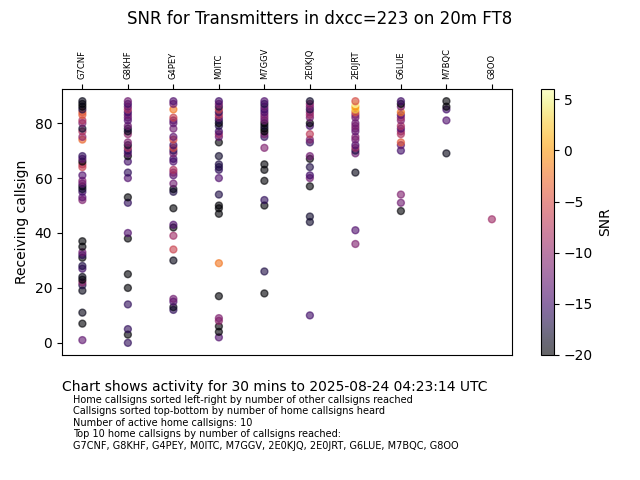 SNR for Transmitters in dxcc=223 on 20m FT8
G7CNF G8KHF G4PEY M0ITC M7GGV 2E0KJQ 2E0JRT G6LUE M7BQC G8OO
80
60
40
20
0
Receiving callsign
5
0
−5
−10
−15
−20
SNR
Chart shows activity for 30 mins to 2025-08-24 04:23:14 UTC
Home callsigns sorted left-right by number of other callsigns reached
Callsigns sorted top-bottom by number of home callsigns heard
Number of active home callsigns: 10
Top 10 home callsigns by number of callsigns reached:
G7CNF, G8KHF, G4PEY, M0ITC, M7GGV, 2E0KJQ, 2E0JRT, G6LUE, M7BQC, G8OO